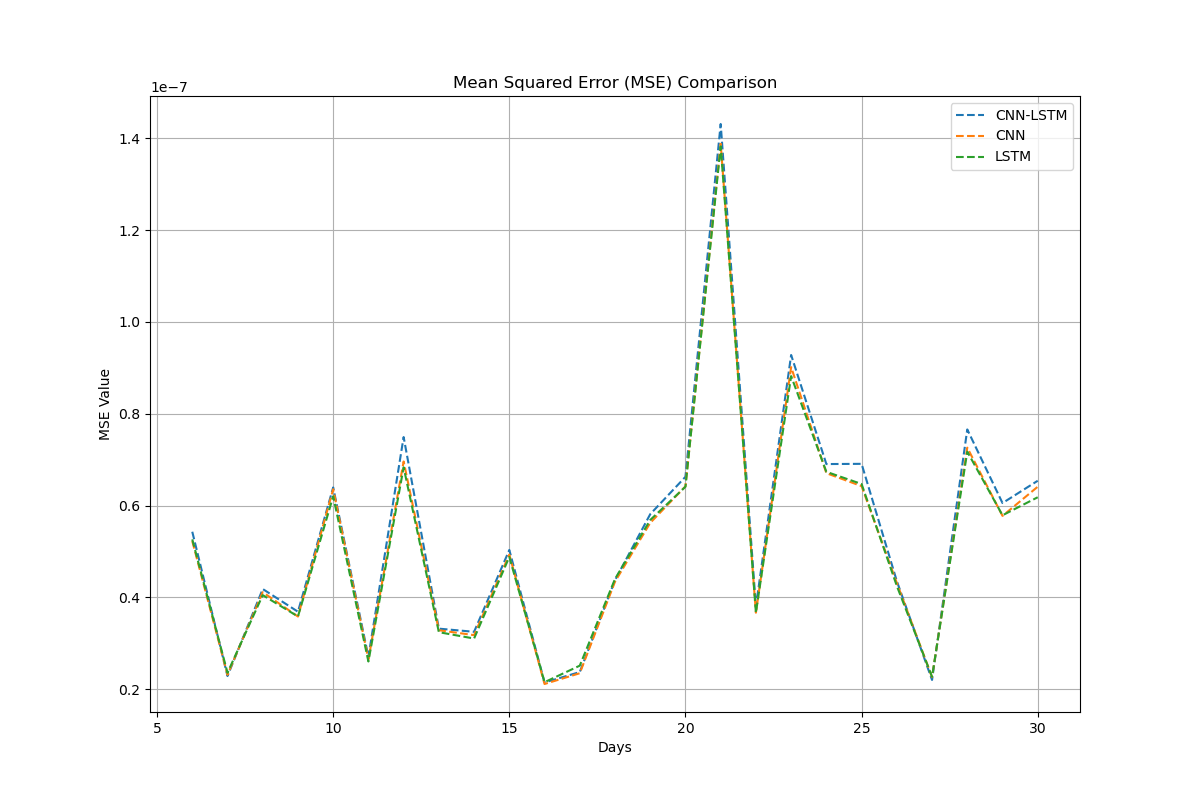 Mean Squared Error (MSE) Comparison
1e−7
CNN-LSTM
CNN
LSTM
1.4
1.2
1.0
0.8
0.6
0.4
0.2
MSE Value
5 10 15 20 25 30
Days